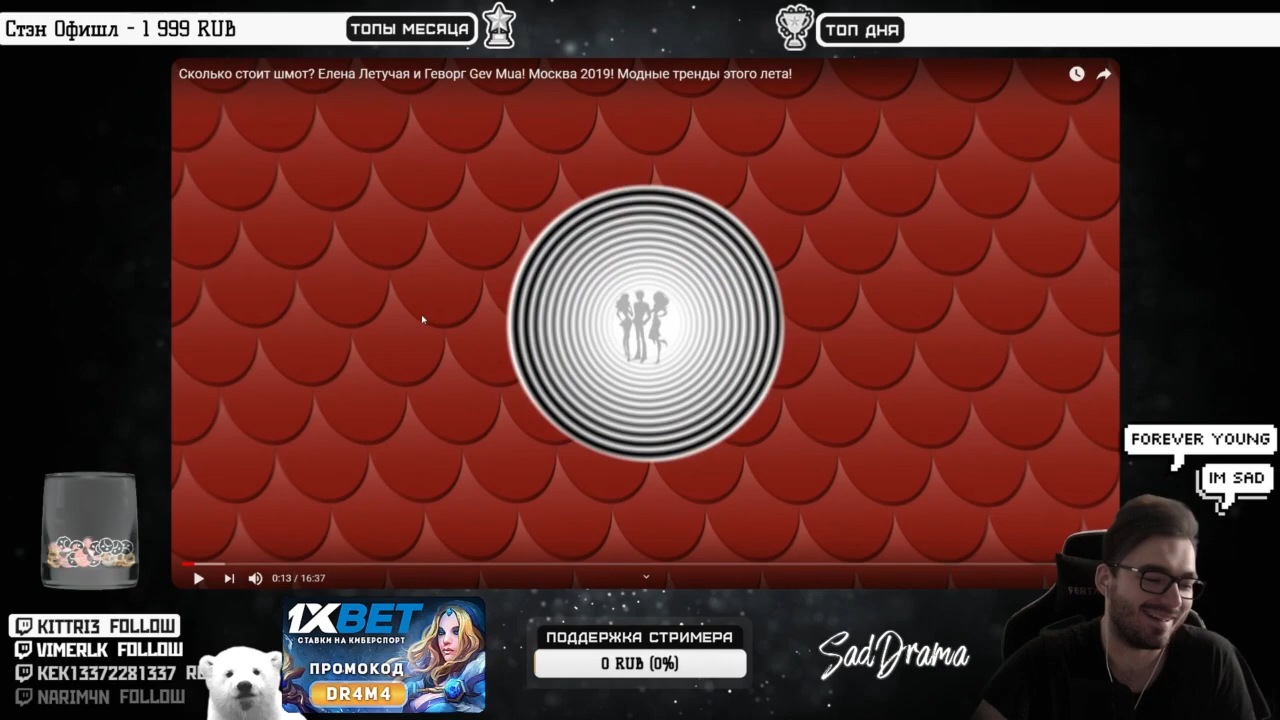 Стэн Офишл - 1 999 RUB
ТОПЫ МЕСЯЦА
ТОП ДНЯ
Сколько стоит шмот? Елена Летучая и Геворг Gev Mua! Москва 2019! Модные тренды этого лета!
FOREVER YOUNG
IM SAD
0:13 / 16:37
KITTRI3 FOLLOW
VIMERLK FOLLOW
KEK13372281337
NARIM4N FOLLOW
1XBET
СТАВКИ НА КИБЕРСПОРТ
ПРОМОКОД
DR4M4
ПОДДЕРЖКА СТРИМЕРА
0 RUB (0%)
SadDrama